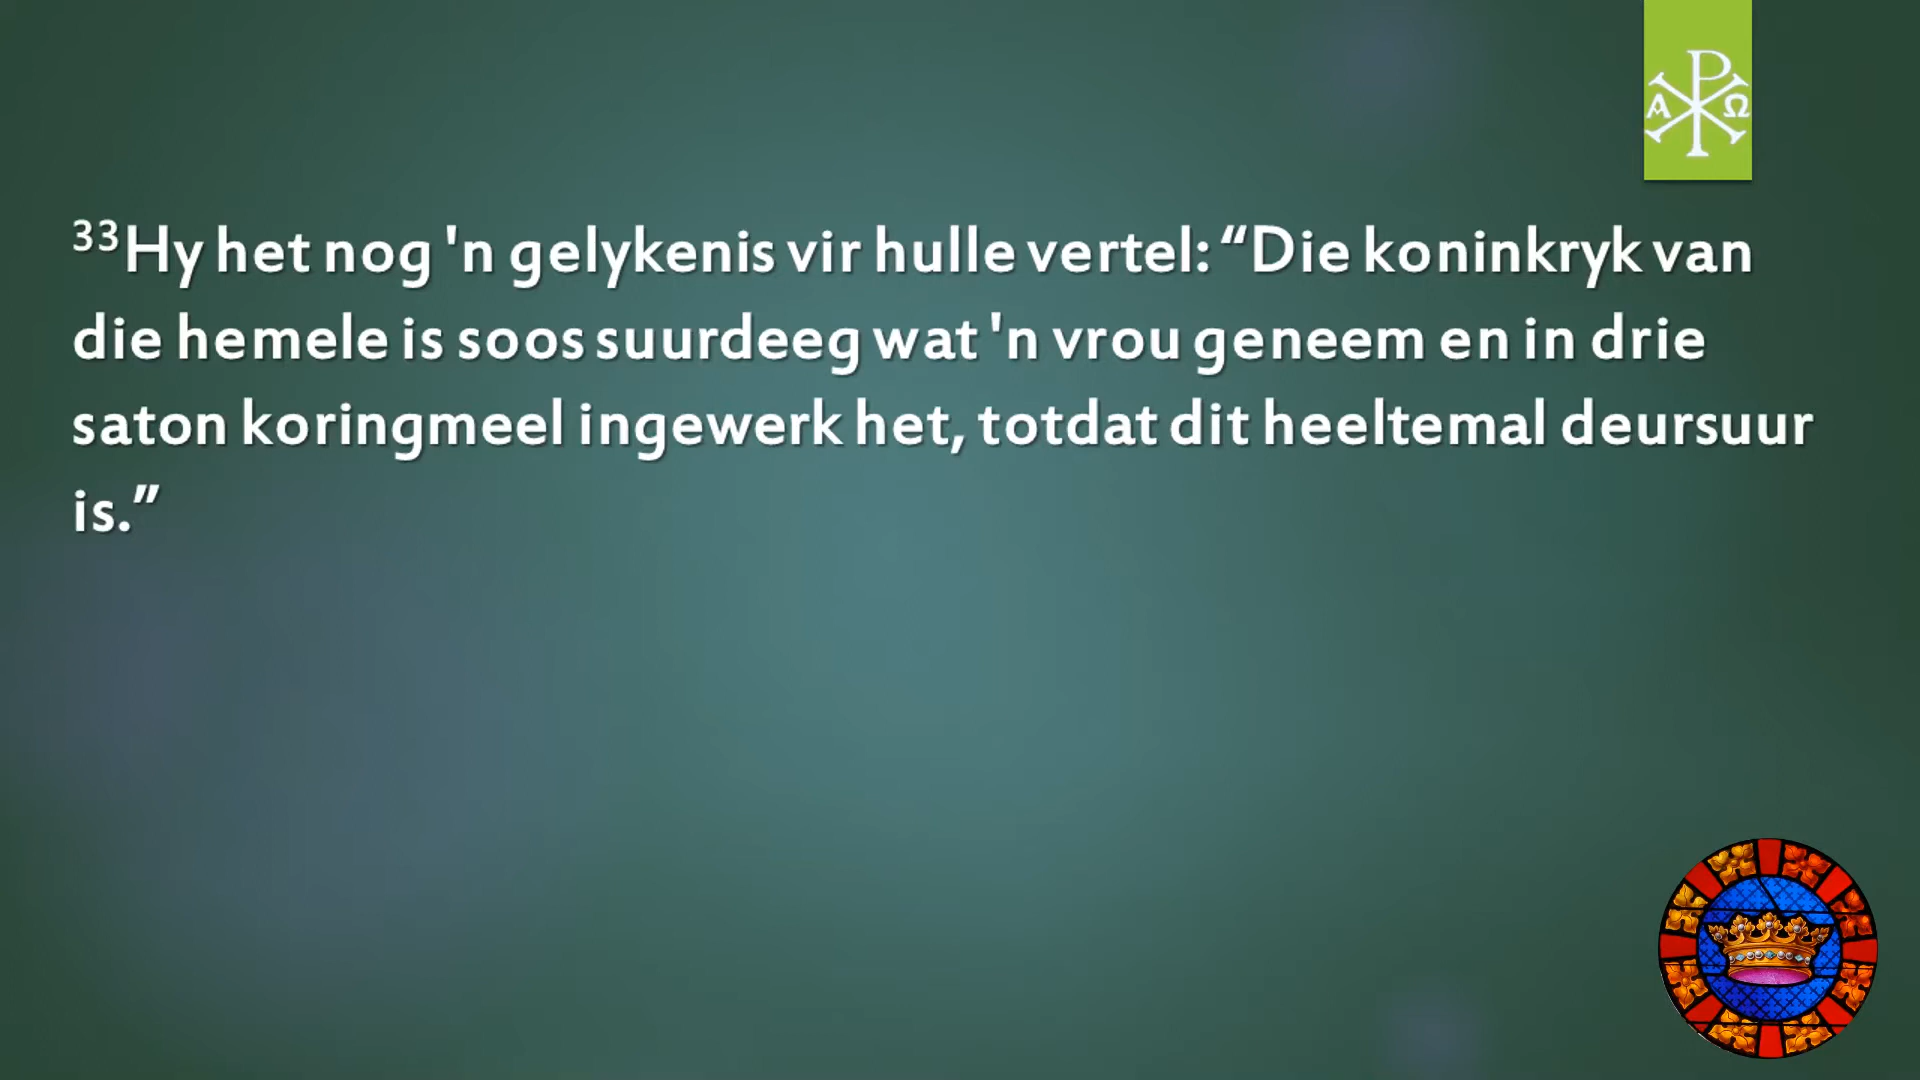 Α Ω
³³Hy het nog 'n gelykenis vir hulle vertel: “Die koninkryk van
die hemele is soos suurdeeg wat 'n vrou geneem en in drie
saton koringmeel ingewerk het, totdat dit heeltemal deursuur
is.”